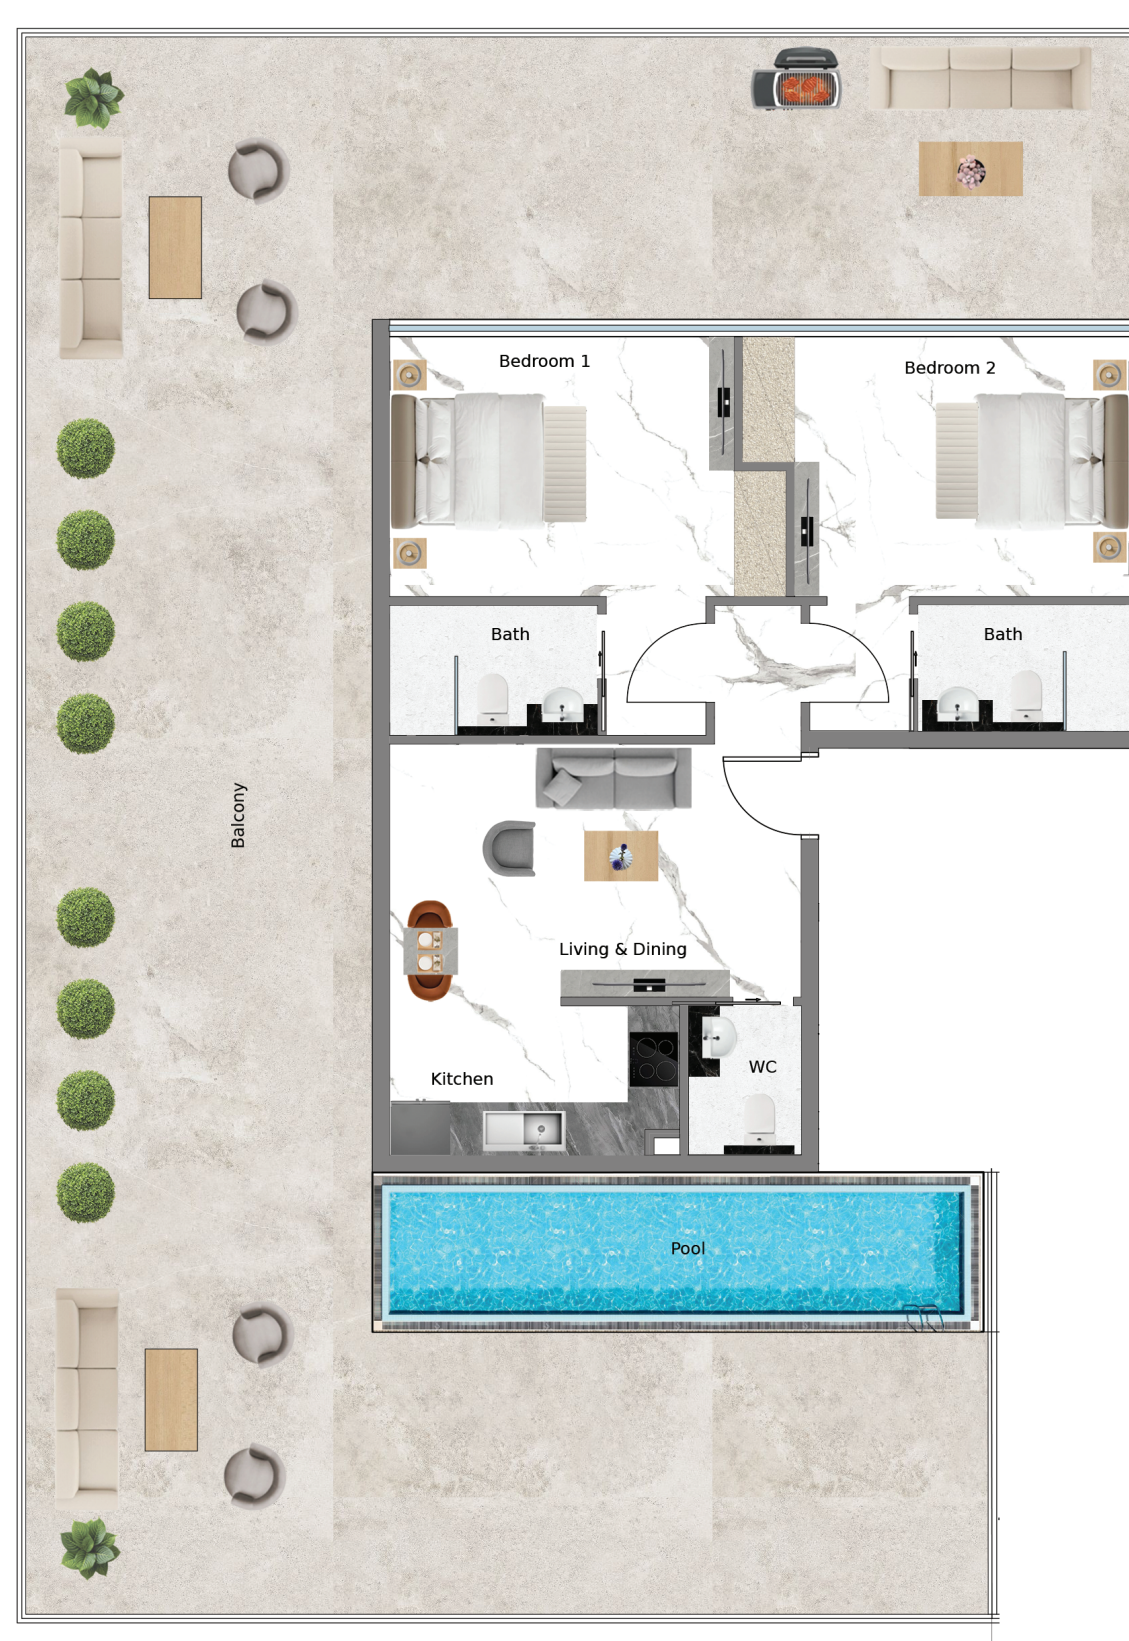 Bedroom 1
Bedroom 2
Bath
Bath
Balcony
Living & Dining
WC
Kitchen
Pool